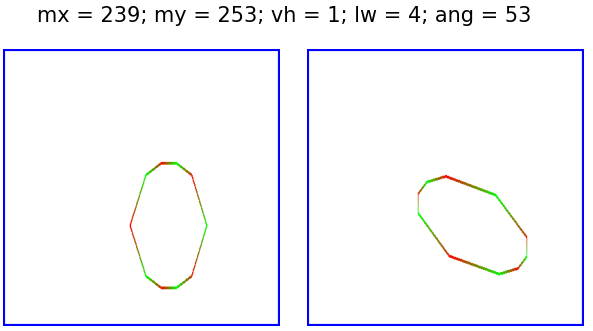 mx = 239; my = 253; vh = 1; lw = 4; ang = 53